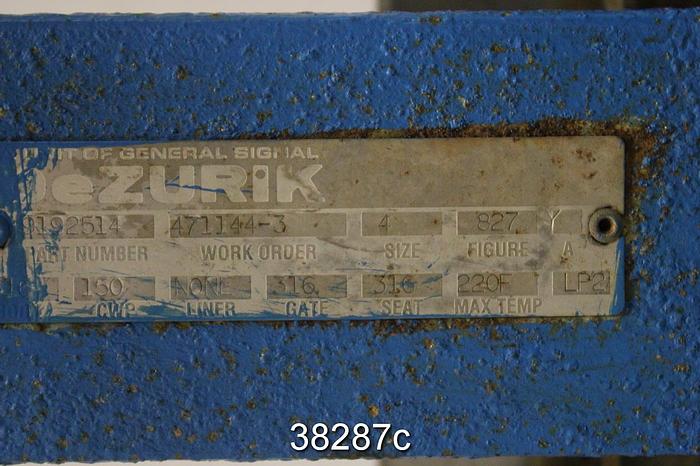 UNIT OF GENERAL SIGNAL
DeZURIK
192514 471144-3 4 827 Y
PART NUMBER WORK ORDER SIZE FIGURE A
150 NONE 316 316 220F LP2
CWP LINER GATE SEAT MAX TEMP
38287c